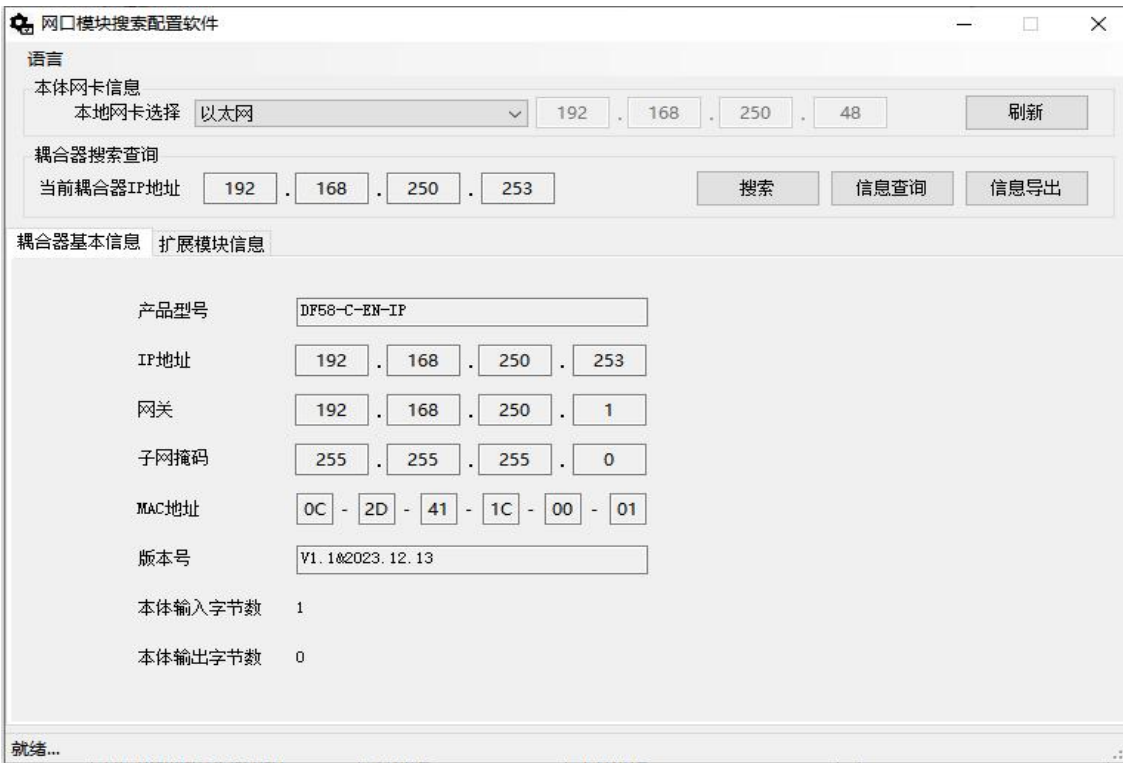 网口模块搜索配置软件
语言
本体网卡信息
本地网卡选择 以太网 192 . 168 . 250 . 48 刷新
耦合器搜索查询
当前耦合器IP地址 192 . 168 . 250 . 253 搜索 信息查询 信息导出
耦合器基本信息 扩展模块信息
产品型号 DF58-C-EN-IP
IP地址 192 . 168 . 250 . 253
网关 192 . 168 . 250 . 1
子网掩码 255 . 255 . 255 . 0
MAC地址 0C - 2D - 41 - 1C - 00 - 01
版本号 V1.1&2023.12.13
本体输入字节数 1
本体输出字节数 0
就绪...